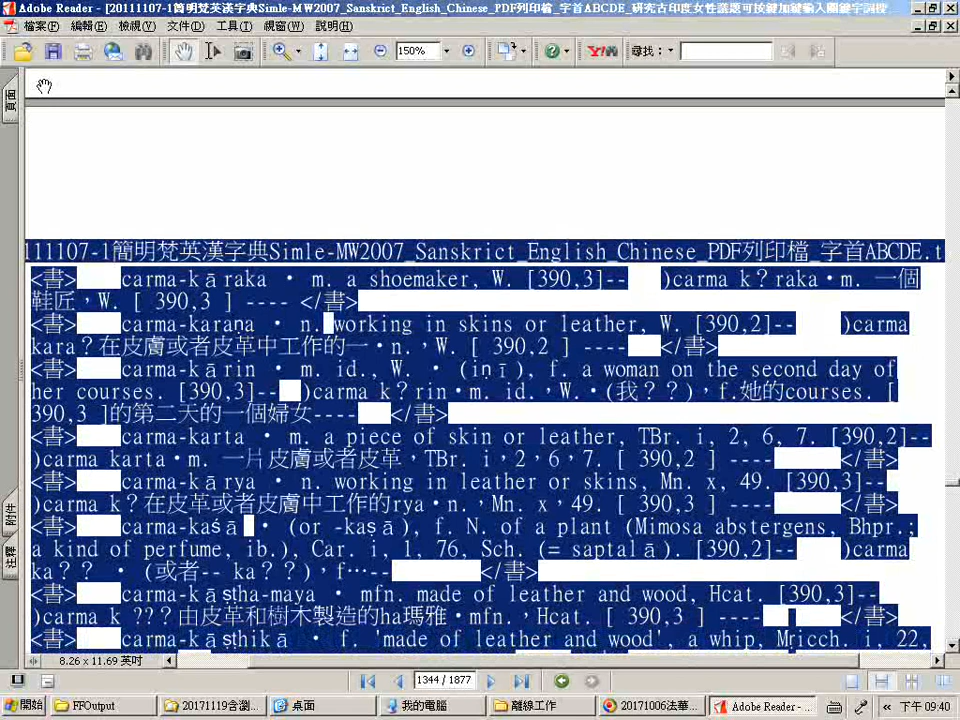 Adobe Reader - [20111107-1簡明梵英漢字典Simle-MW2007_Sanskrict_English_Chinese_PDF列印檔_字首ABCDE_研究古印度女性議題可按鍵加鍵輸入關鍵字詞搜
檔案(F) 編輯(E) 檢視(V) 文件(D) 工具(T) 視窗(W) 說明(H)
150% Y! 尋找：
頁面
111107-1簡明梵英漢字典Simle-MW2007_Sanskrict_English_Chinese_PDF列印檔_字首ABCDE.t
<書> carma-kāraka ‧ m. a shoemaker, W. [390,3]-- )carma k？raka‧m. 一個
鞋匠，W. [ 390,3 ] ---- </書>
<書> carma-karaṇa ‧ n. working in skins or leather, W. [390,2]-- )carma
kara？在皮膚或者皮革中工作的一‧n.，W. [ 390,2 ] ---- </書>
<書> carma-kārin ‧ m. id., W. ‧ (iṇī), f. a woman on the second day of
her courses. [390,3]-- )carma k？rin‧m. id.，W.‧(我？？)，f.她的courses. [
390,3 ]的第二天的一個婦女---- </書>
<書> carma-karta ‧ m. a piece of skin or leather, TBr. i, 2, 6, 7. [390,2]--
)carma karta‧m. 一片皮膚或者皮革，TBr. i，2，6，7. [ 390,2 ] ---- </書>
<書> carma-kārya ‧ n. working in leather or skins, Mn. x, 49. [390,3]--
)carma k？在皮革或者皮膚中工作的rya‧n.，Mn. x，49. [ 390,3 ] ---- </書>
<書> carma-kaśā ‧ (or -kaṣā), f. N. of a plant (Mimosa abstergens, Bhpr.;
a kind of perfume, ib.), Car. i, 1, 76, Sch. (= saptalā). [390,2]-- )carma
ka？？ ‧ (或者-- ka？？)，f…-- </書>
<書> carma-kāṣṭha-maya ‧ mfn. made of leather and wood, Hcat. [390,3]--
)carma k ???？由皮革和樹木製造的ha瑪雅‧mfn.，Hcat. [ 390,3 ] ---- </書>
<書> carma-kāṣṭhikā ‧ f. 'made of leather and wood', a whip, Mṛicch. i, 22,
附件
注釋
8.26 x 11.69 英吋
1344 / 1877
開始 FFOutput 20171119含瀏... 桌面 我的電腦 離線工作 20171006法華... Adobe Reader - [... 下午 09:40